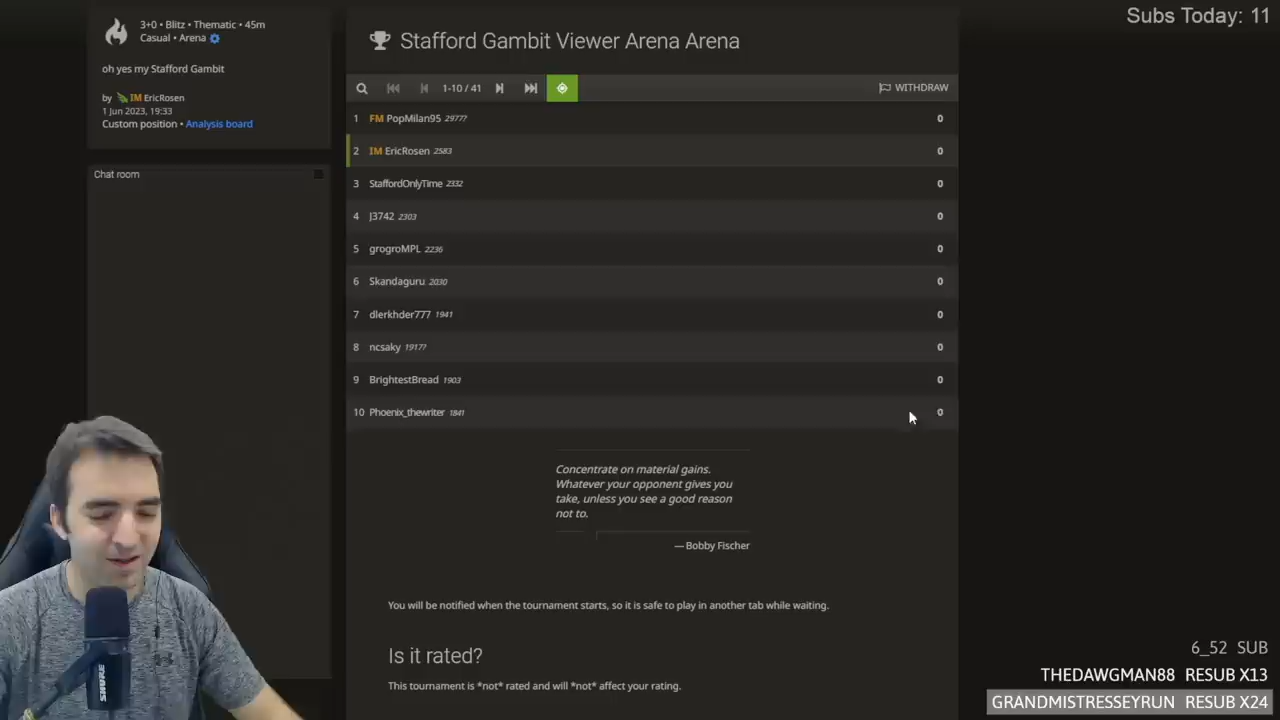 3+0 • Blitz • Thematic • 45m
Casual • Arena
oh yes my Stafford Gambit
by IM EricRosen
1 Jun 2023, 19:33
Custom position • Analysis board
Chat room
Stafford Gambit Viewer Arena Arena
1-10 / 41
WITHDRAW
1 FM PopMilan95 2977? 0
2 IM EricRosen 2583 0
3 StaffordOnlyTime 2332 0
4 J3742 2303 0
5 grogroMPL 2236 0
6 Skandaguru 2030 0
7 dlerkhder777 1941 0
8 ncsaky 1917? 0
9 BrightestBread 1903 0
10 Phoenix_thewriter 1841 0
Concentrate on material gains.
Whatever your opponent gives you
take, unless you see a good reason
not to.
— Bobby Fischer
You will be notified when the tournament starts, so it is safe to play in another tab while waiting.
Is it rated?
This tournament is *not* rated and will *not* affect your rating.
Subs Today: 11
6_52 SUB
THEDAWGMAN88 RESUB X13
GRANDMISTRESSEYRUN RESUB X24
SHURE